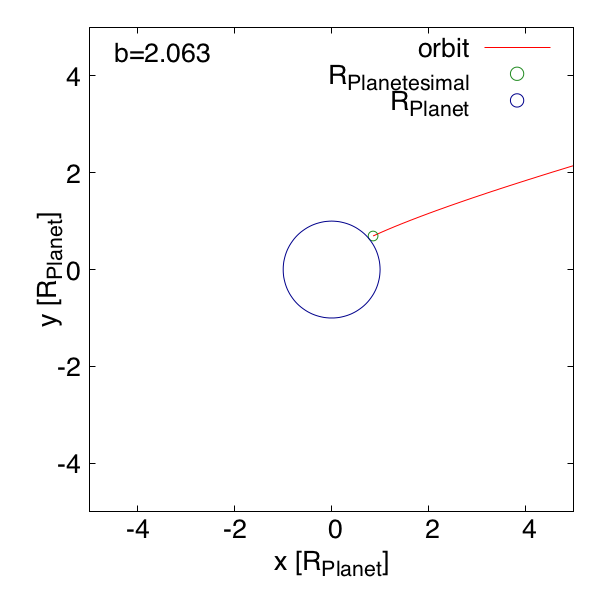 b=2.063
orbit
R_Planetesimal
R_Planet
4
2
0
-2
-4
y [R_Planet]
-4 -2 0 2 4
x [R_Planet]